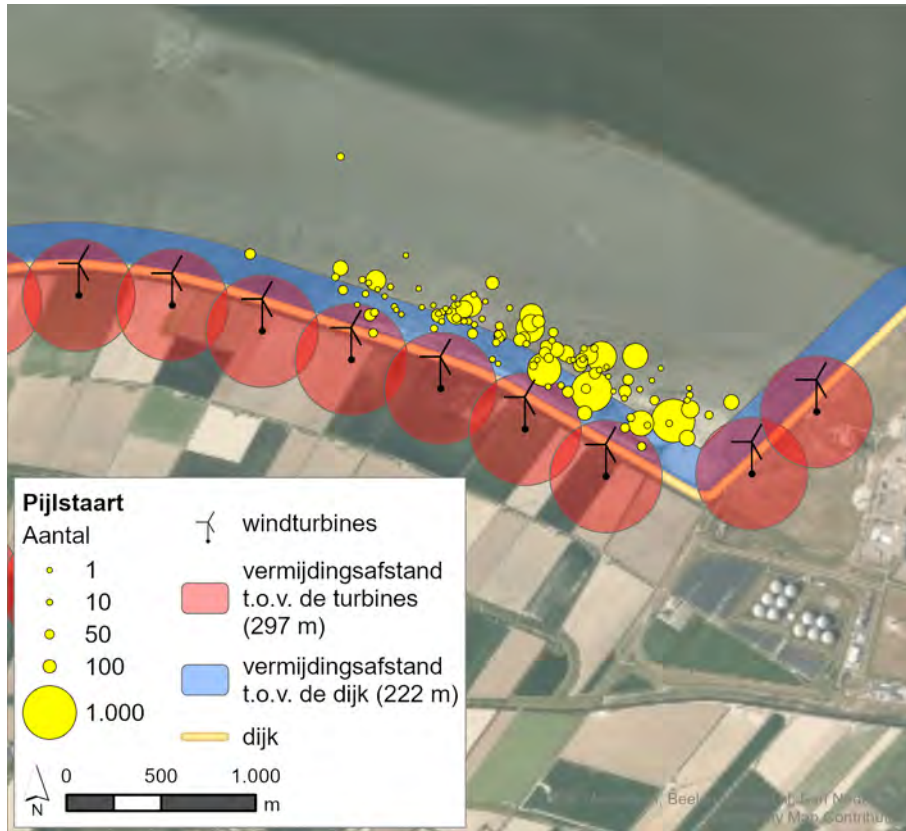 Pijlstaart
Aantal
1
10
50
100
1.000
windturbines
vermijdingsafstand
t.o.v. de turbines
(297 m)
vermijdingsafstand
t.o.v. de dijk (222 m)
dijk
0 500 1.000
m
N